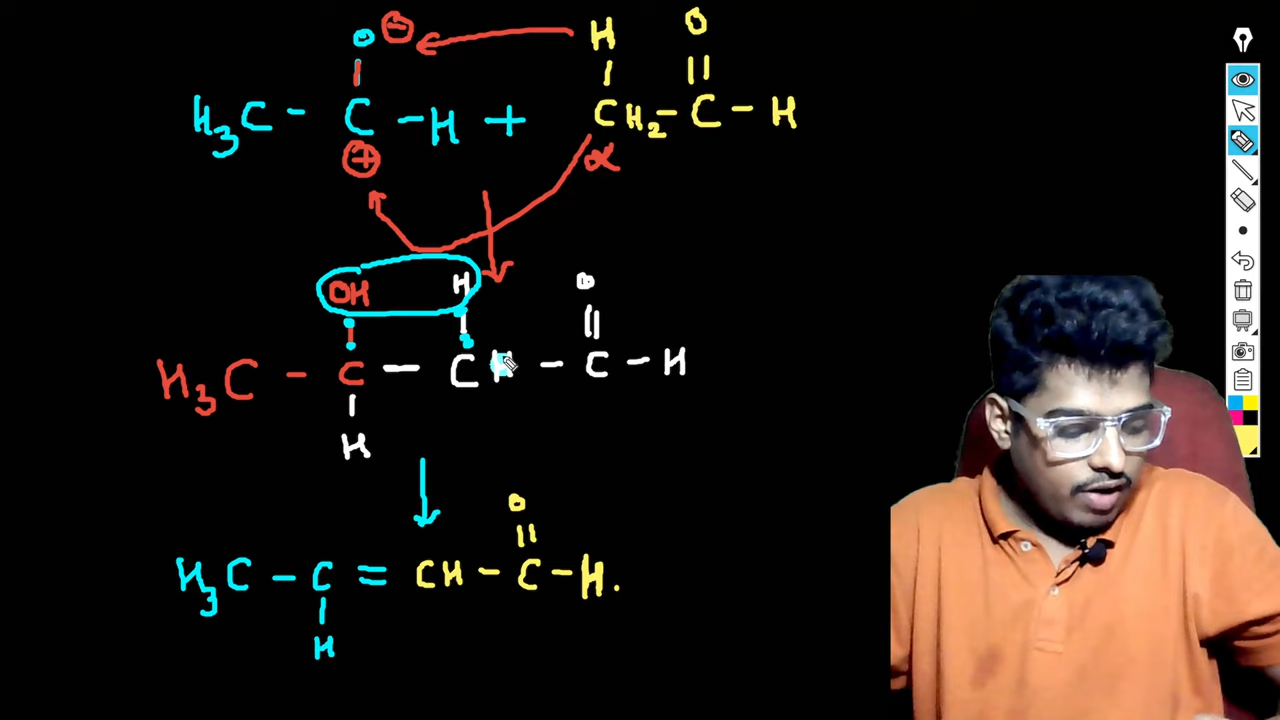 O ⊖ H O
H₃C - C - H + CH₂ - C - H
⊕ α
OH H O
H₃C - C - CH - C - H
H
O
H₃C - C = CH - C - H.
H